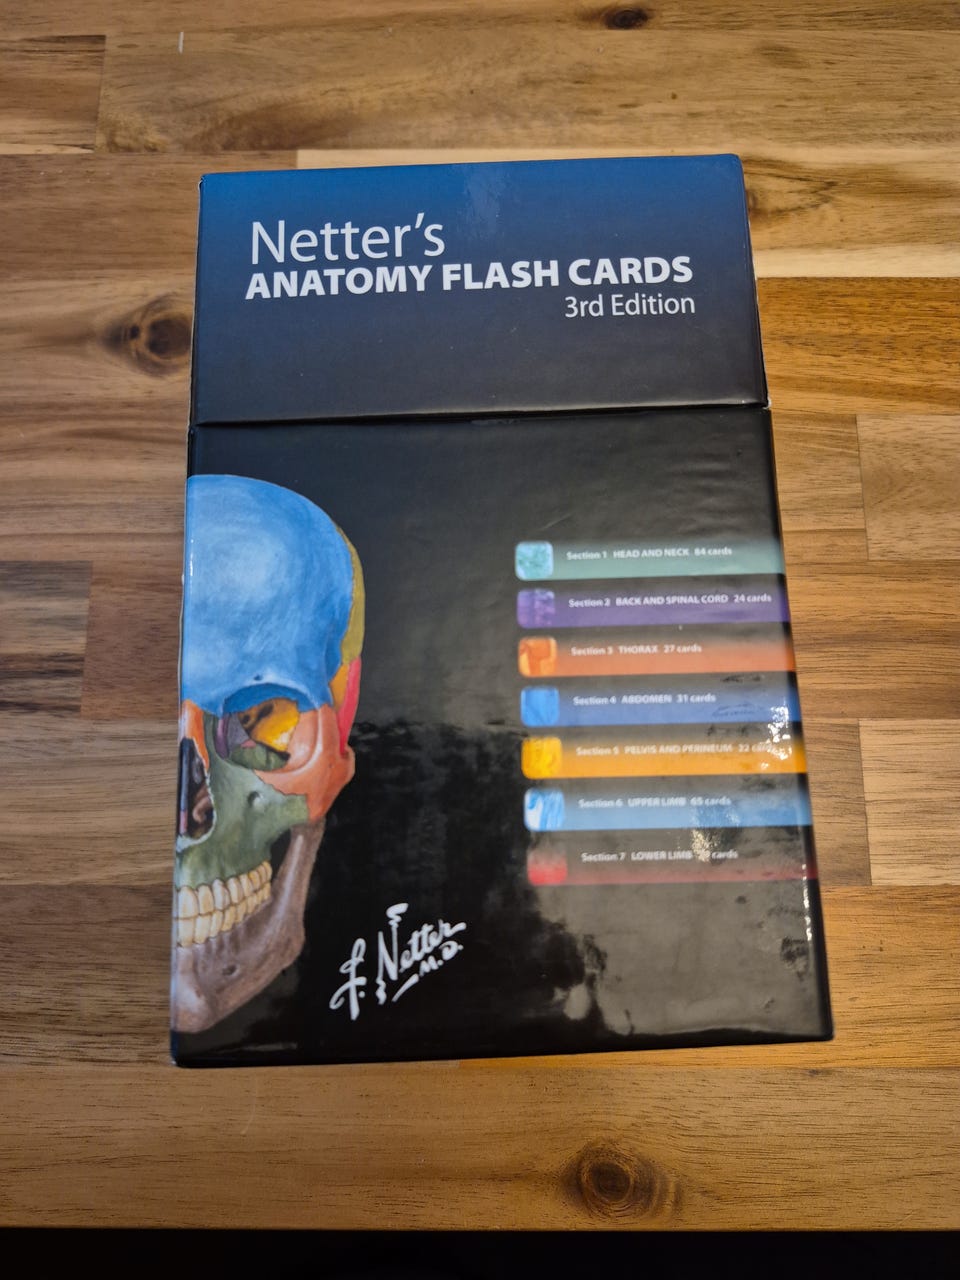 Netter's
ANATOMY FLASH CARDS
3rd Edition
Section 1 HEAD AND NECK 84 cards
Section 2 BACK AND SPINAL CORD 24 cards
Section 3 THORAX 27 cards
Section 4 ABDOMEN 31 cards
Section 5 PELVIS AND PERINEUM 32 cards
Section 6 UPPER LIMB 65 cards
Section 7 LOWER LIMB cards
F. Netter
M.D.